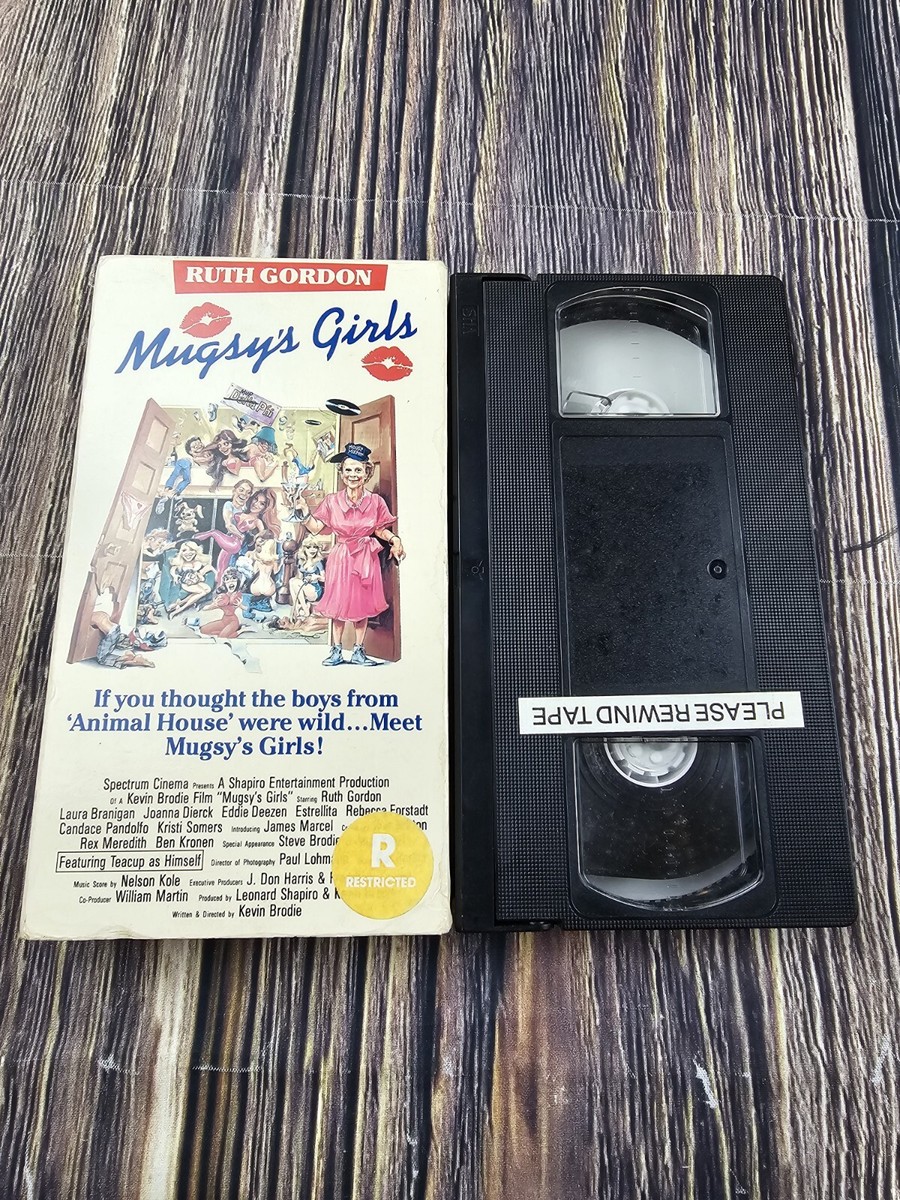 RUTH GORDON
Mugsy's Girls
If you thought the boys from
'Animal House' were wild...Meet
Mugsy's Girls!
Spectrum Cinema Presents A Shapiro Entertainment Production
Of A Kevin Brodie Film "Mugsy's Girls" Starring Ruth Gordon
Laura Branigan Joanna Dierck Eddie Deezen Estrellita Rebecca Forstadt
Candace Pandolfo Kristi Somers Introducing James Marcel
Rex Meredith Ben Kronen Special Appearance Steve Brodie
Featuring Teacup as Himself Director of Photography Paul
Music Score by Nelson Kole Executive Producers J. Don Harris &
Co-Producer William Martin Produced by Leonard Shapiro &
Written & Directed by Kevin Brodie
R
RESTRICTED
VHS
PLEASE REWIND TAPE